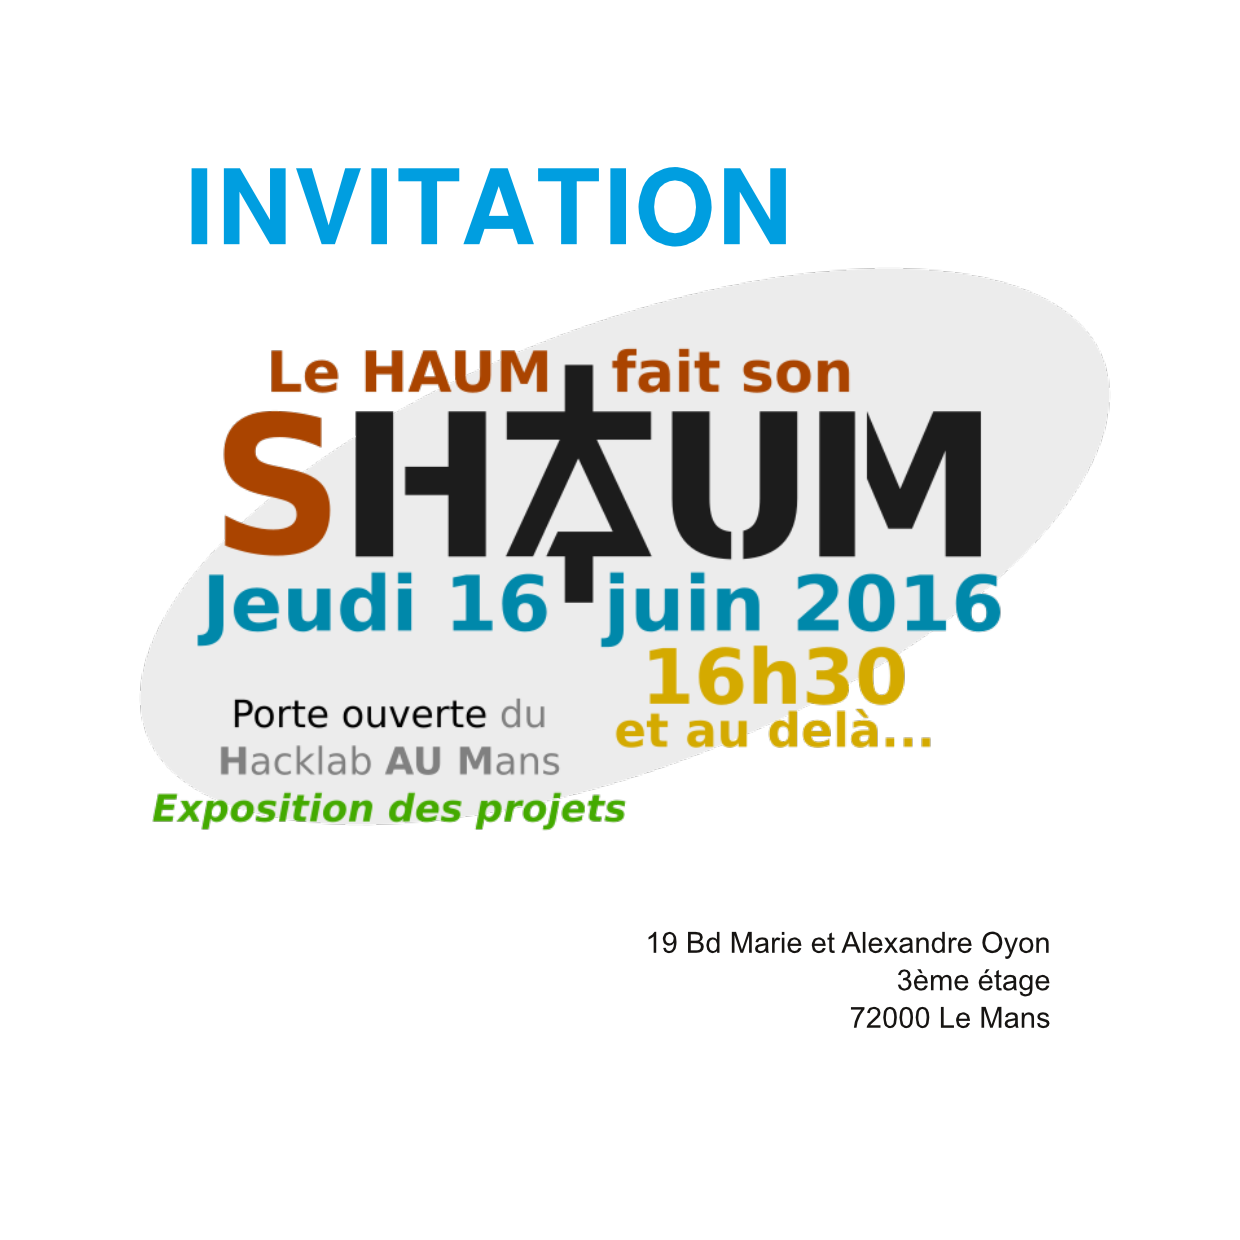 INVITATION
Le HAUM fait son
SHAUM
Jeudi 16 juin 2016
16h30
et au delà...
Porte ouverte du
Hacklab AU Mans
Exposition des projets
19 Bd Marie et Alexandre Oyon
3ème étage
72000 Le Mans